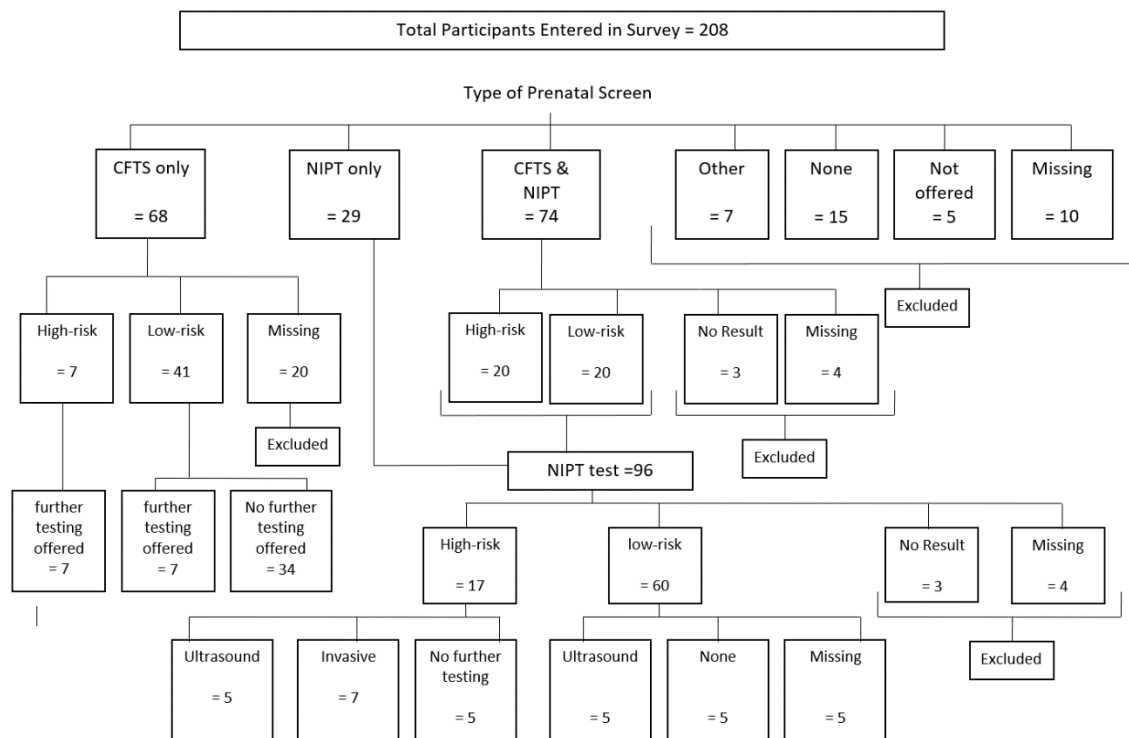 Total Participants Entered in Survey = 208
Type of Prenatal Screen
CFTS only
= 68
NIPT only
= 29
CFTS &
NIPT
= 74
Other
= 7
None
= 15
Not
offered
= 5
Missing
= 10
Excluded
High-risk
= 7
Low-risk
= 41
Missing
= 20
Excluded
High-risk
= 20
Low-risk
= 20
No Result
= 3
Missing
= 4
Excluded
NIPT test =96
further
testing
offered
= 7
further
testing
offered
= 7
No further
testing
offered
= 34
High-risk
= 17
low-risk
= 60
No Result
= 3
Missing
= 4
Excluded
Ultrasound
= 5
Invasive
= 7
No further
testing
= 5
Ultrasound
= 5
None
= 5
Missing
= 5